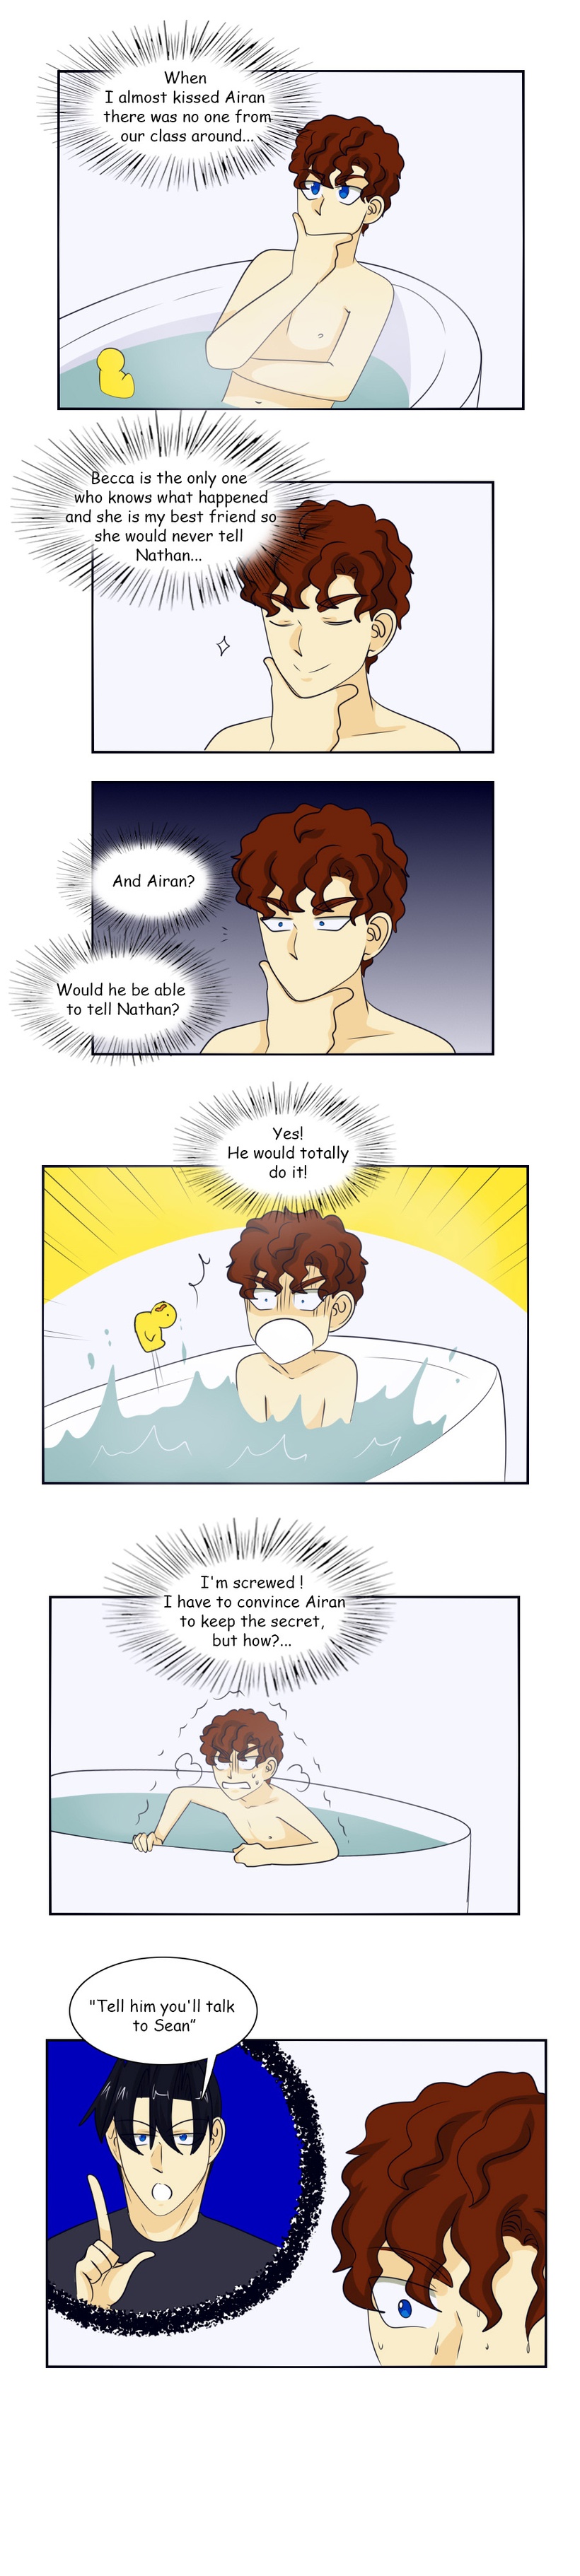 When
I almost kissed Airan
there was no one from
our class around...
Becca is the only one
who knows what happened
and she is my best friend so
she would never tell
Nathan...
And Airan?
Would he be able
to tell Nathan?
Yes!
He would totally
do it!
I'm screwed !
I have to convince Airan
to keep the secret,
but how?...
"Tell him you'll talk
to Sean”